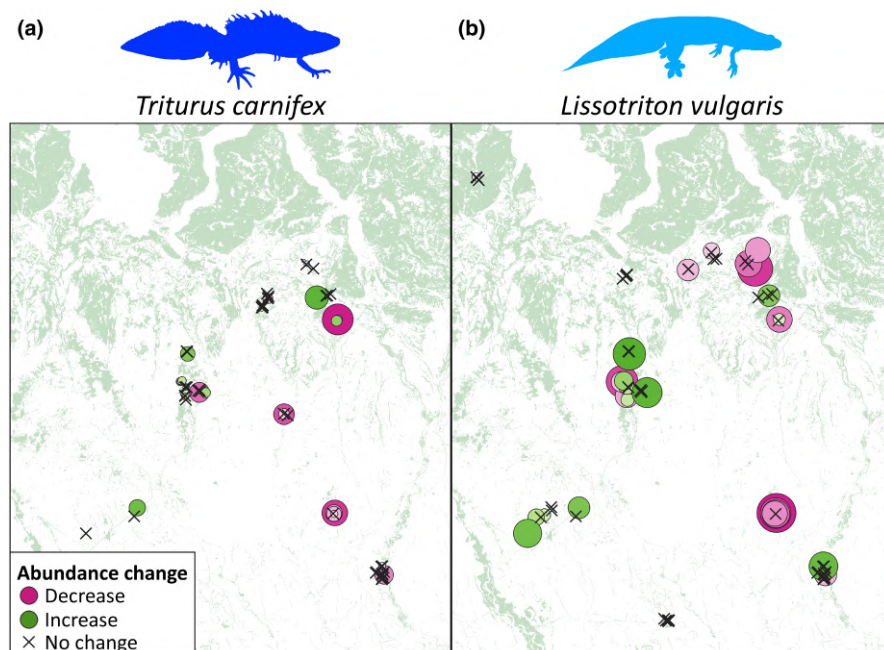 (a)
(b)
Triturus carnifex
Lissotriton vulgaris
Abundance change
Decrease
Increase
No change